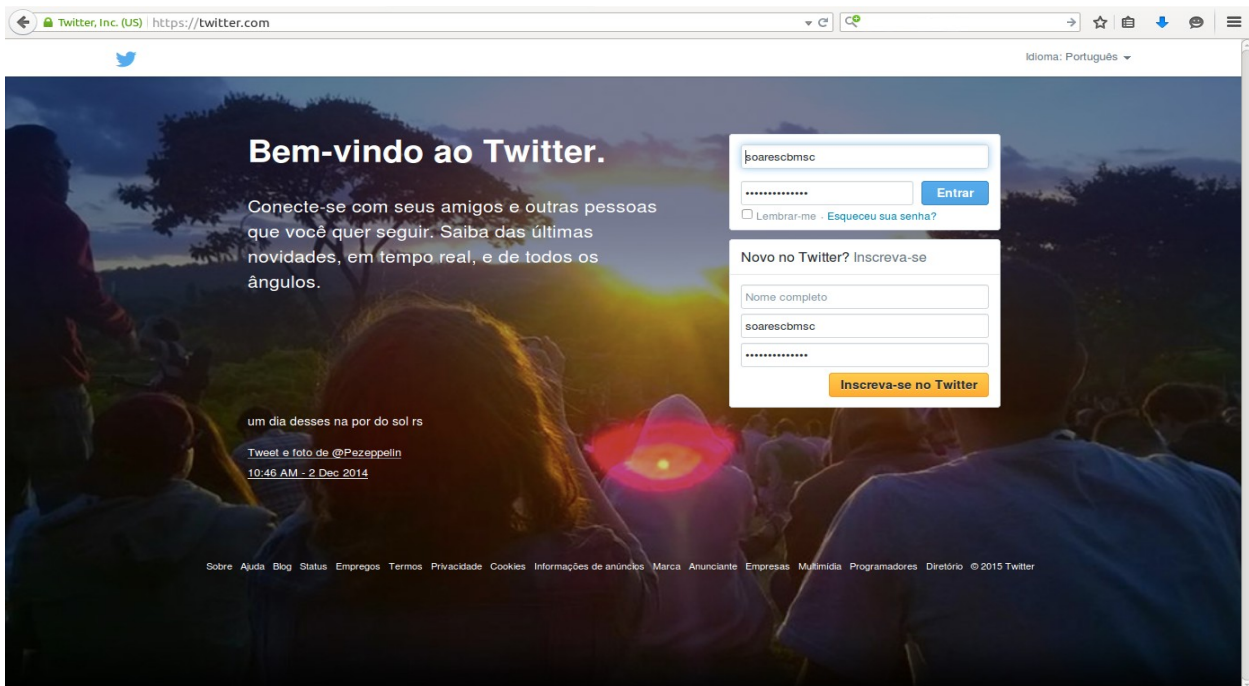 Twitter, Inc. (US) https://twitter.com
Idioma: Português
Bem-vindo ao Twitter.
Conecte-se com seus amigos e outras pessoas
que você quer seguir. Saiba das últimas
novidades, em tempo real, e de todos os
ângulos.
um dia desses na por do sol rs
Tweet e foto de @Pezeppelin
10:46 AM - 2 Dec 2014
soarescbmsc
•••••••••••••• Entrar
Lembrar-me · Esqueceu sua senha?
Novo no Twitter? Inscreva-se
Nome completo
soarescbmsc
••••••••••••••
Inscreva-se no Twitter
Sobre Ajuda Blog Status Empregos Termos Privacidade Cookies Informações de anúncios Marca Anunciante Empresas Multimídia Programadores Diretório © 2015 Twitter